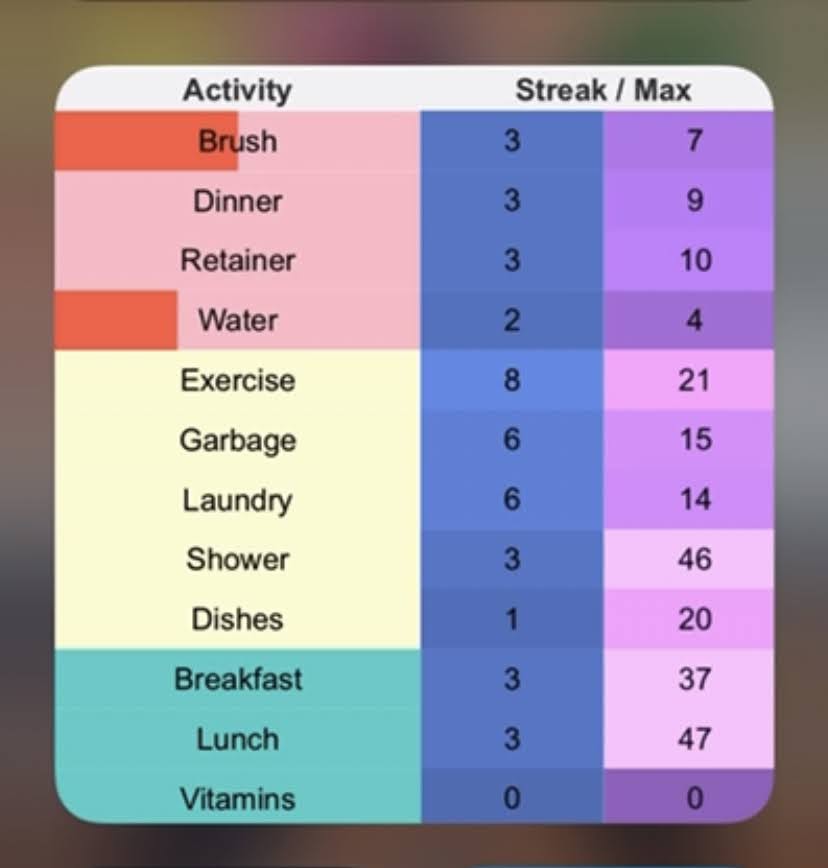 Activity Streak / Max
Brush 3 7
Dinner 3 9
Retainer 3 10
Water 2 4
Exercise 8 21
Garbage 6 15
Laundry 6 14
Shower 3 46
Dishes 1 20
Breakfast 3 37
Lunch 3 47
Vitamins 0 0